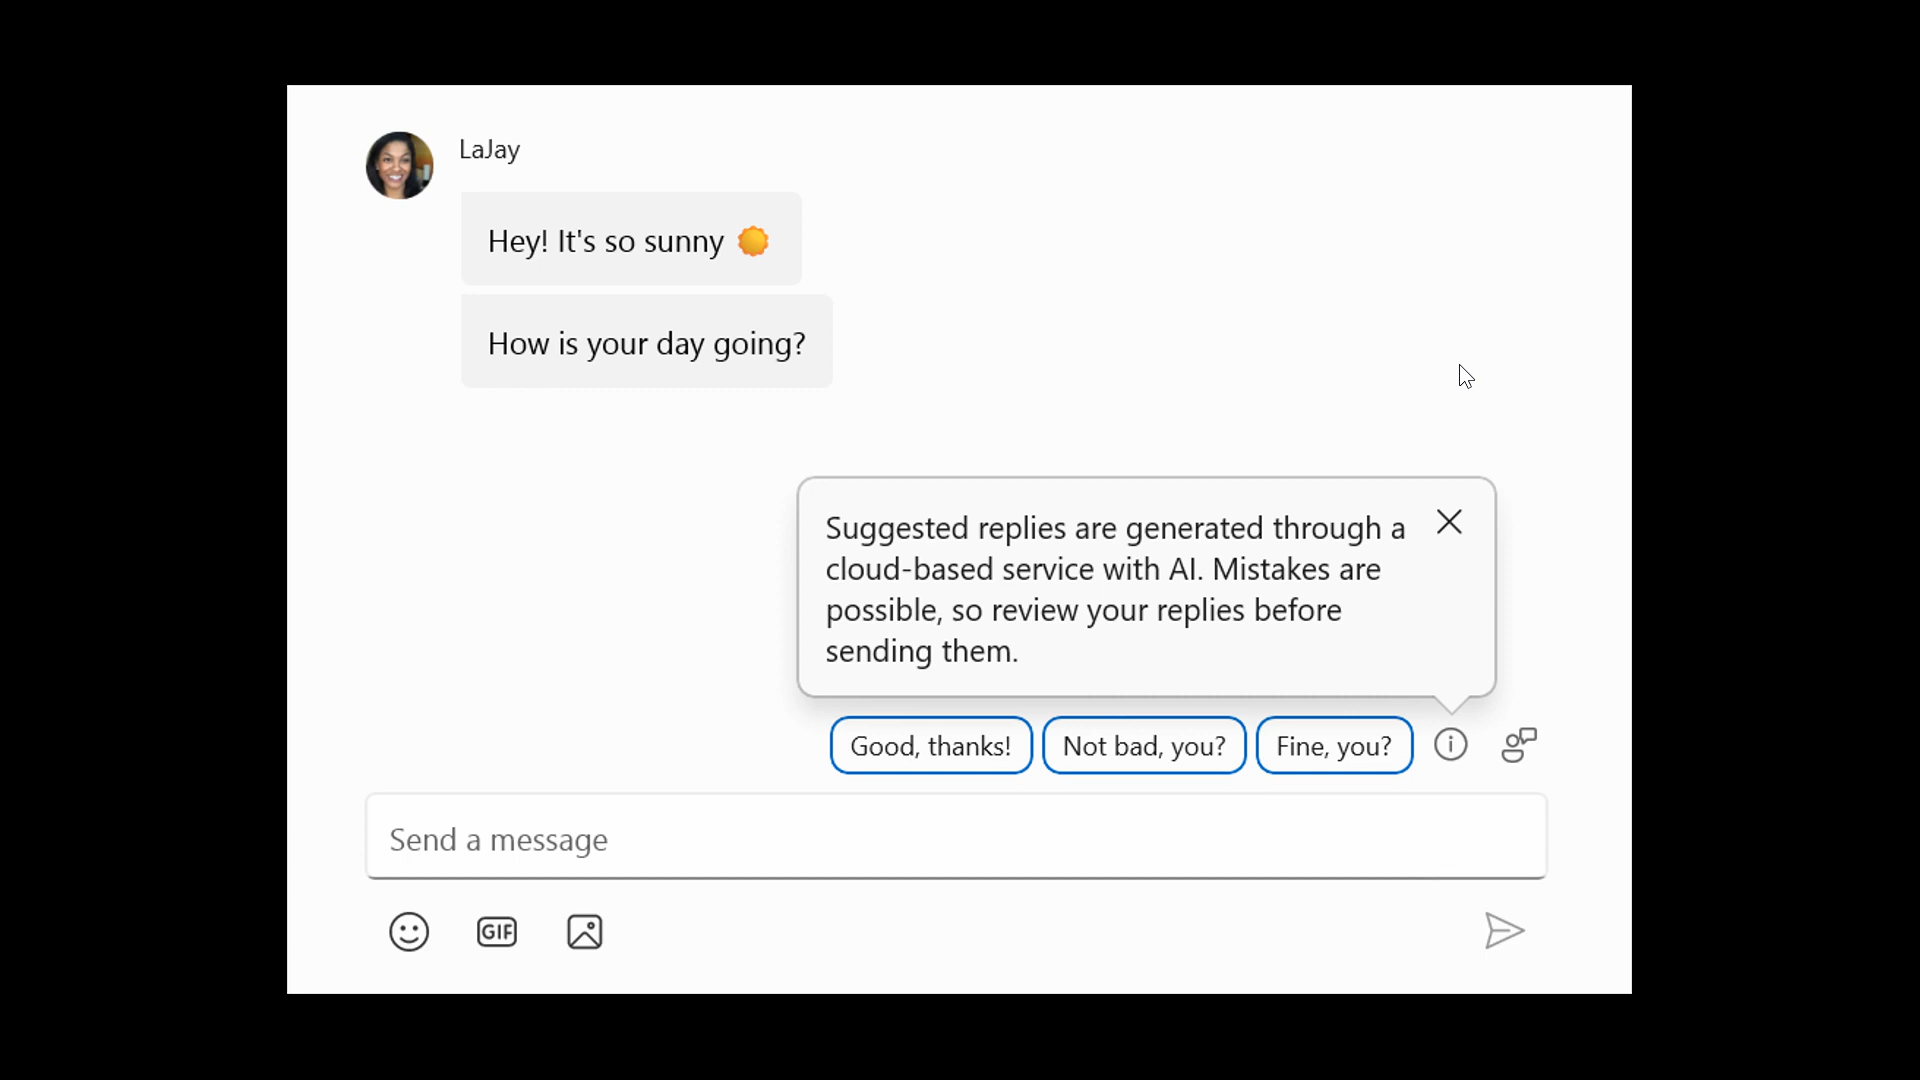 LaJay
Hey! It's so sunny
How is your day going?
Suggested replies are generated through a
cloud-based service with AI. Mistakes are
possible, so review your replies before
sending them.
Good, thanks! Not bad, you? Fine, you?
Send a message
GIF